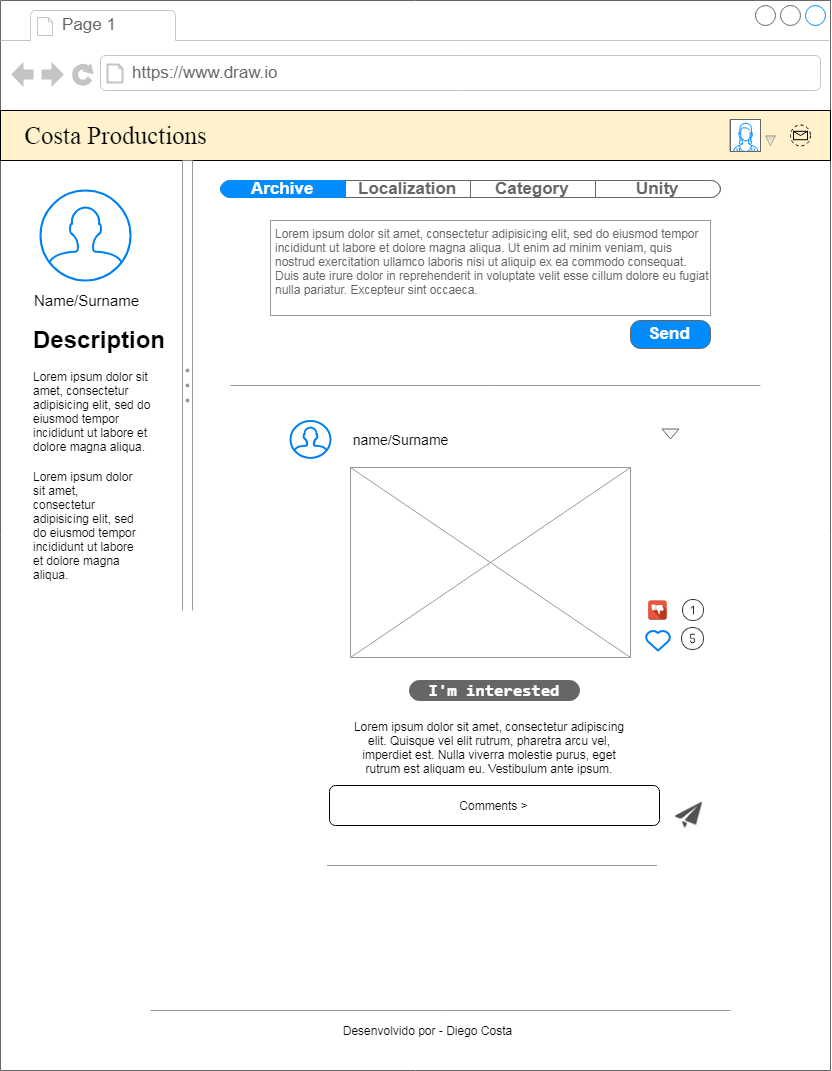 Page 1
https://www.draw.io
Costa Productions
Archive
Localization
Category
Unity
Lorem ipsum dolor sit amet, consectetur adipisicing elit, sed do eiusmod tempor
incididunt ut labore et dolore magna aliqua. Ut enim ad minim veniam, quis
nostrud exercitation ullamco laboris nisi ut aliquip ex ea commodo consequat.
Duis aute irure dolor in reprehenderit in voluptate velit esse cillum dolore eu fugiat
nulla pariatur. Excepteur sint occaeca.
Send
Name/Surname
Description
Lorem ipsum dolor sit
amet, consectetur
adipisicing elit, sed do
eiusmod tempor
incididunt ut labore et
dolore magna aliqua.
Lorem ipsum dolor
sit amet,
consectetur
adipisicing elit, sed
do eiusmod tempor
incididunt ut labore
et dolore magna
aliqua.
name/Surname
1
5
I'm interested
Lorem ipsum dolor sit amet, consectetur adipiscing
elit. Quisque vel elit rutrum, pharetra arcu vel,
imperdiet est. Nulla viverra molestie purus, eget
rutrum est aliquam eu. Vestibulum ante ipsum.
Comments >
Desenvolvido por - Diego Costa